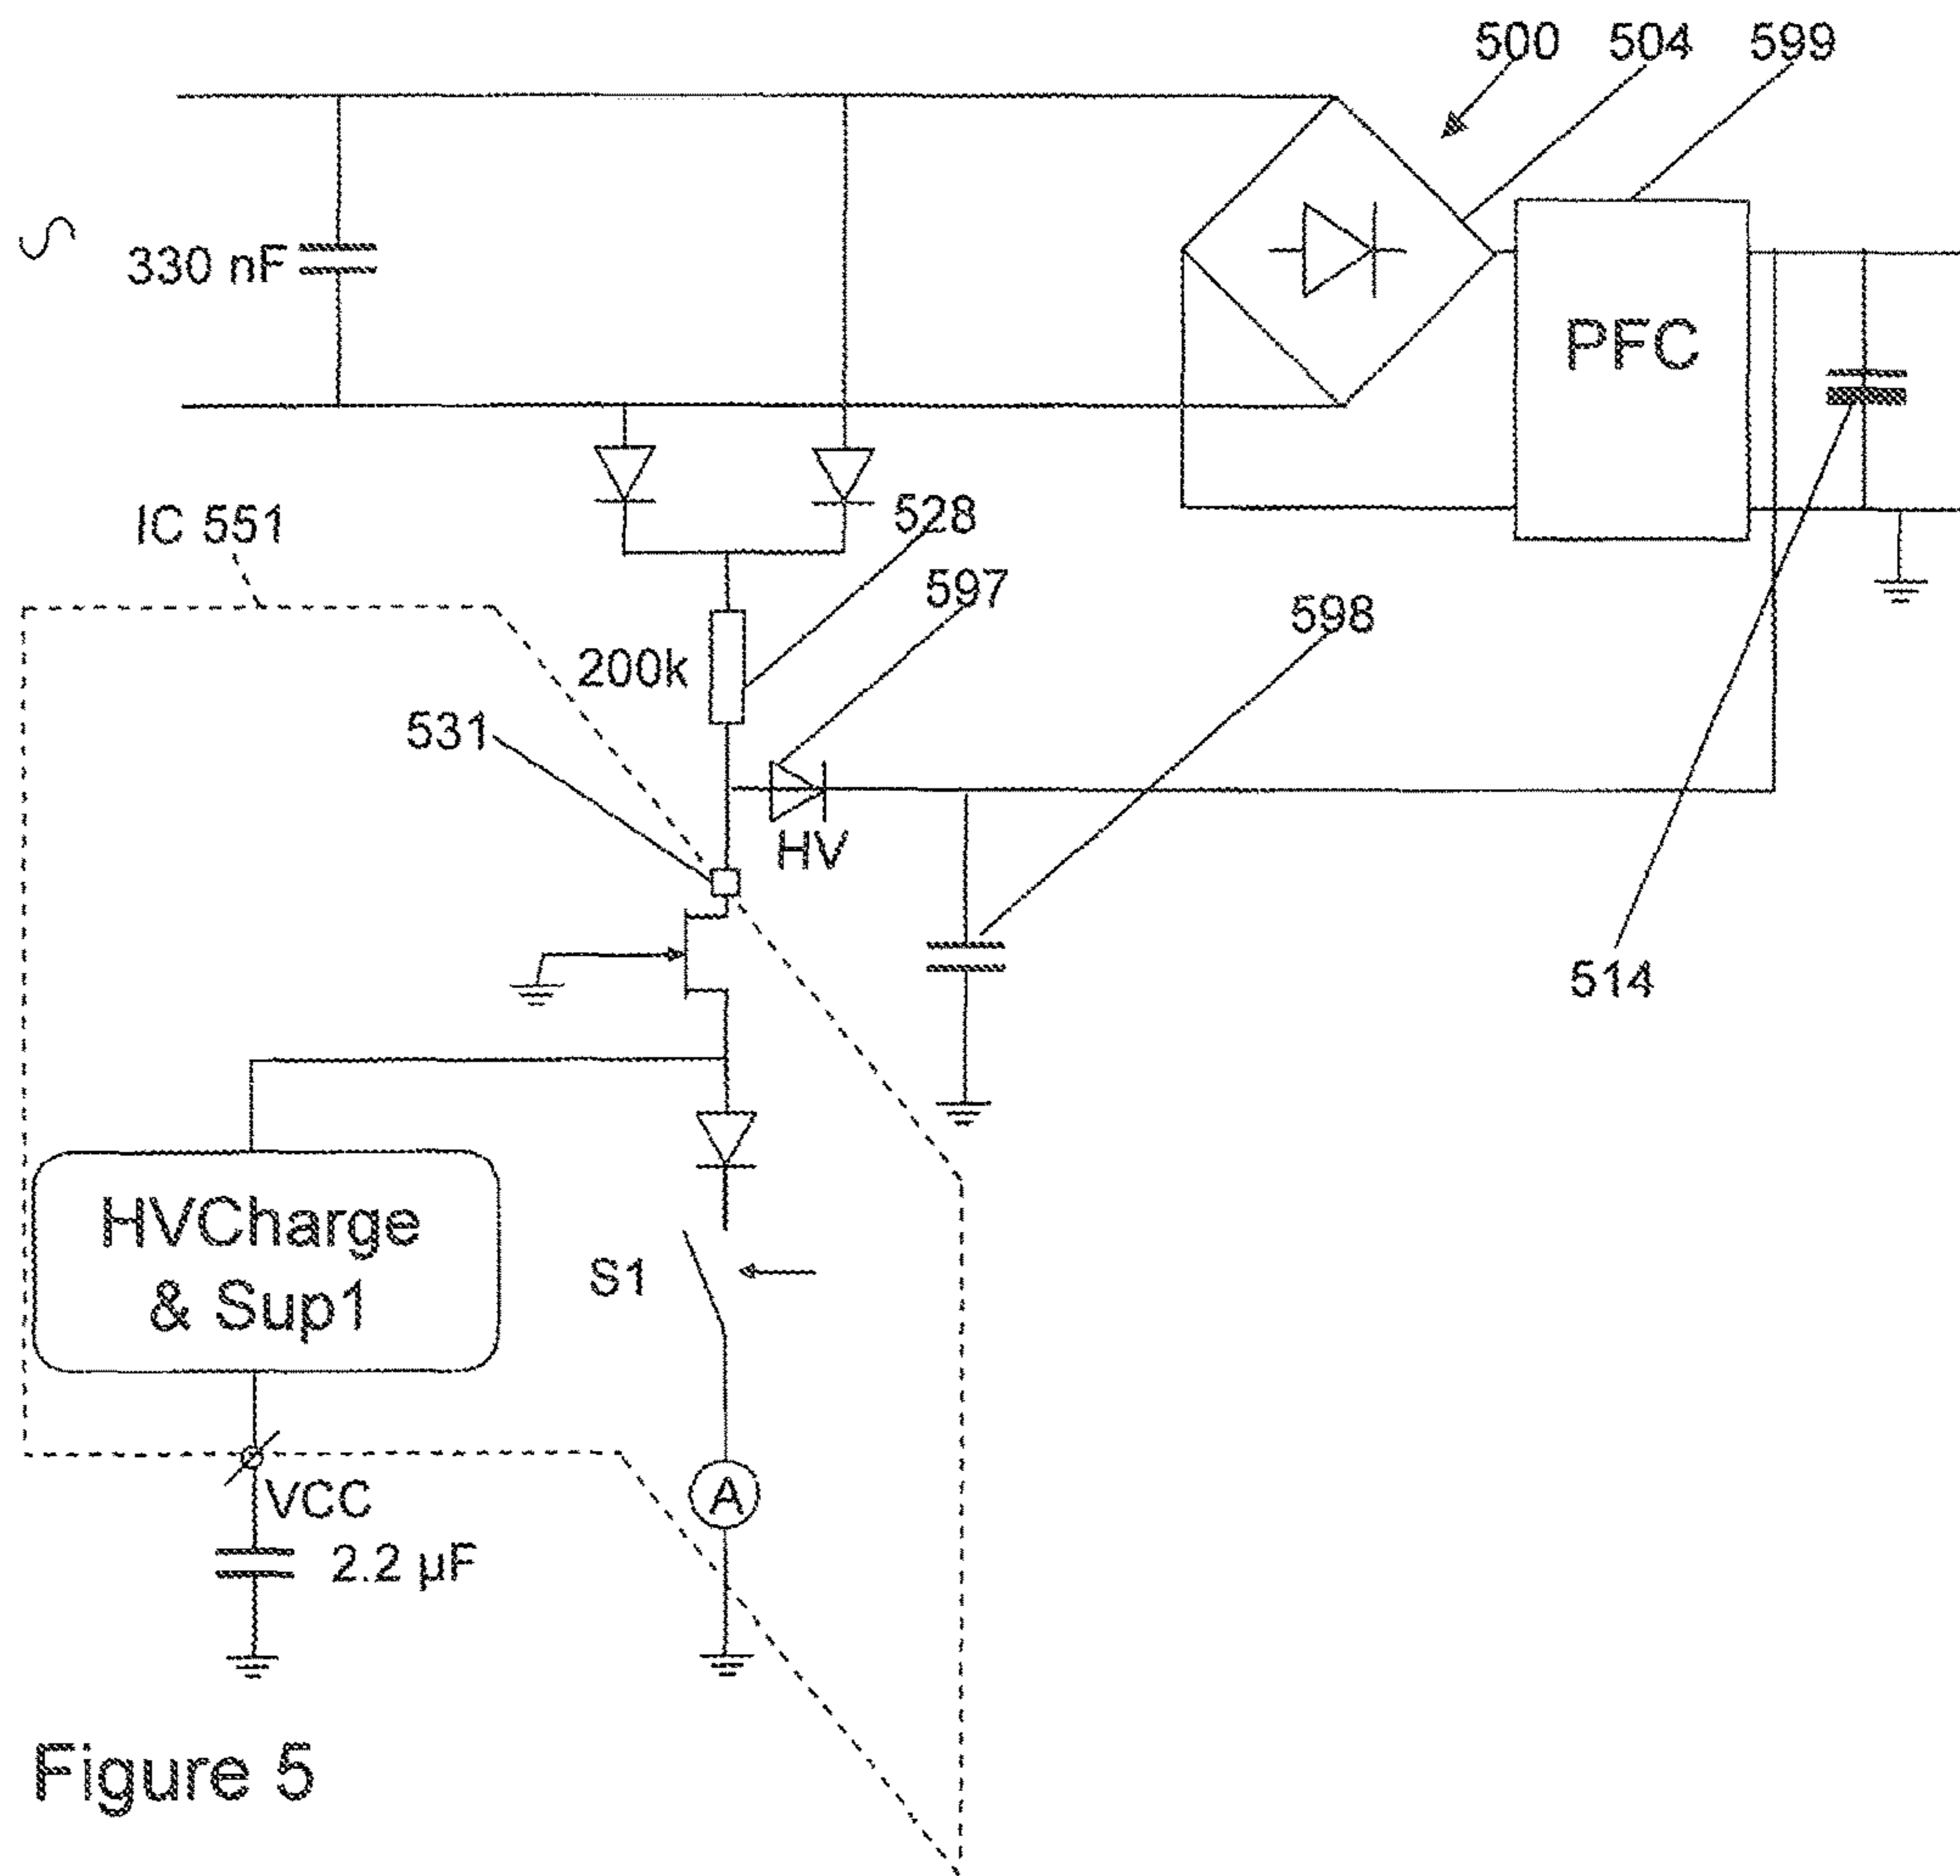 500 504 599
330 nF
PFC
IC 551
528
597
598
200k
531
HV
514
HVCharge
& Sup1
S1
VCC
A
2.2 µF
Figure 5